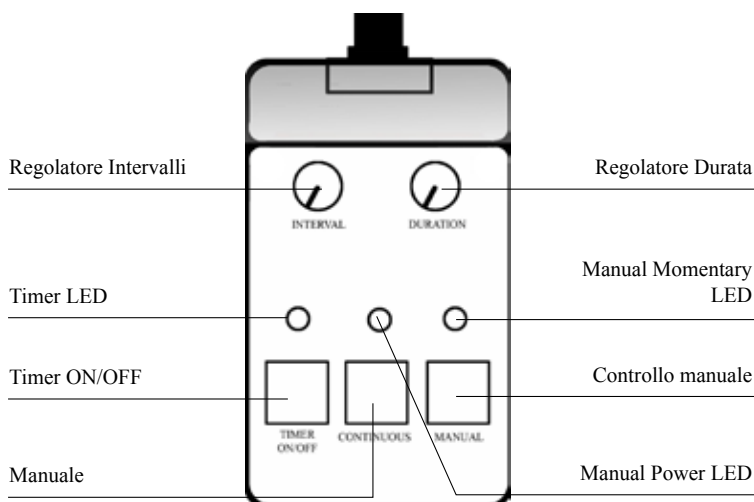 Regolatore Intervalli
Regolatore Durata
INTERVAL
DURATION
Manual Momentary
LED
Timer LED
Timer ON/OFF
Controllo manuale
TIMER
ON/OFF
CONTINUOUS
MANUAL
Manuale
Manual Power LED